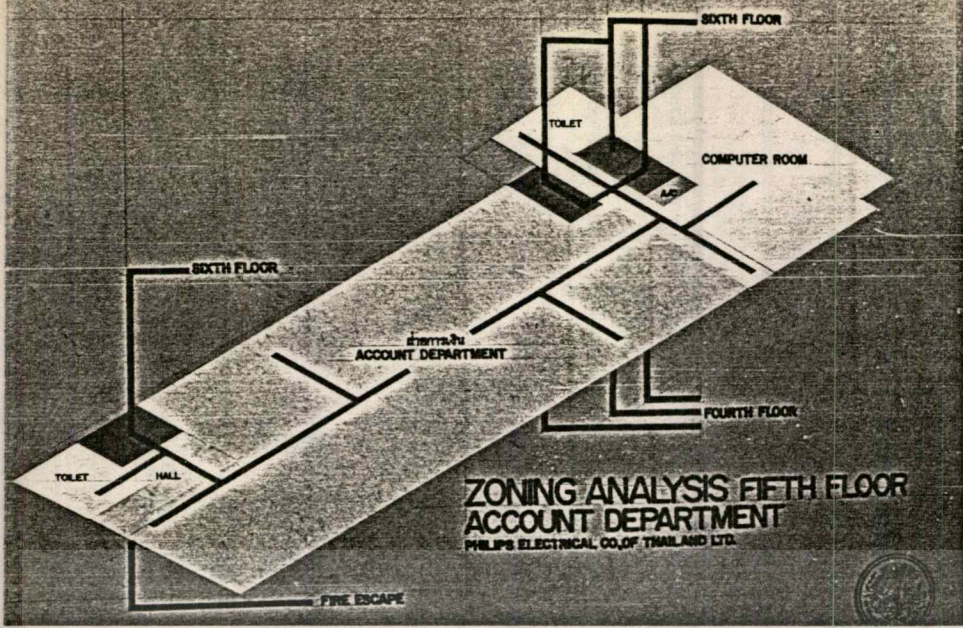 SIXTH FLOOR
TOILET
COMPUTER ROOM
A/C
SIXTH FLOOR
ฝ่ายการเงิน
ACCOUNT DEPARTMENT
FOURTH FLOOR
TOILET
HALL
ZONING ANALYSIS FIFTH FLOOR
ACCOUNT DEPARTMENT
PHILIPS ELECTRICAL CO,OF THAILAND LTD.
FIRE ESCAPE